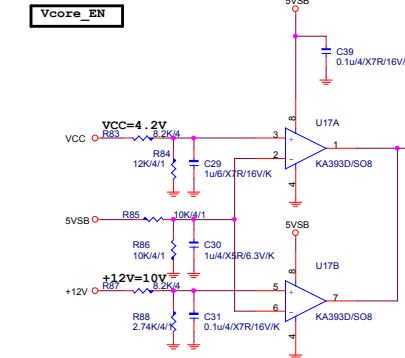 Vcore_EN
5VSB
C39
0.1u/4/X7R/16V/
VCC=4.2V
U17A
VCC
R83
8.2K/4
8
3
+
1
R84
12K/4/1
C29
1u/6/X7R/16V/K
2
-
KA393D/SO8
4
5VSB
R85
10K/4/1
5VSB
R86
10K/4/1
C30
1u/4/X5R/6.3V/K
U17B
+12V=10V
8
+12V
R87
8.2K/4
5
+
7
R88
2.74K/4/1
C31
0.1u/4/X7R/16V/K
6
-
KA393D/SO8
4